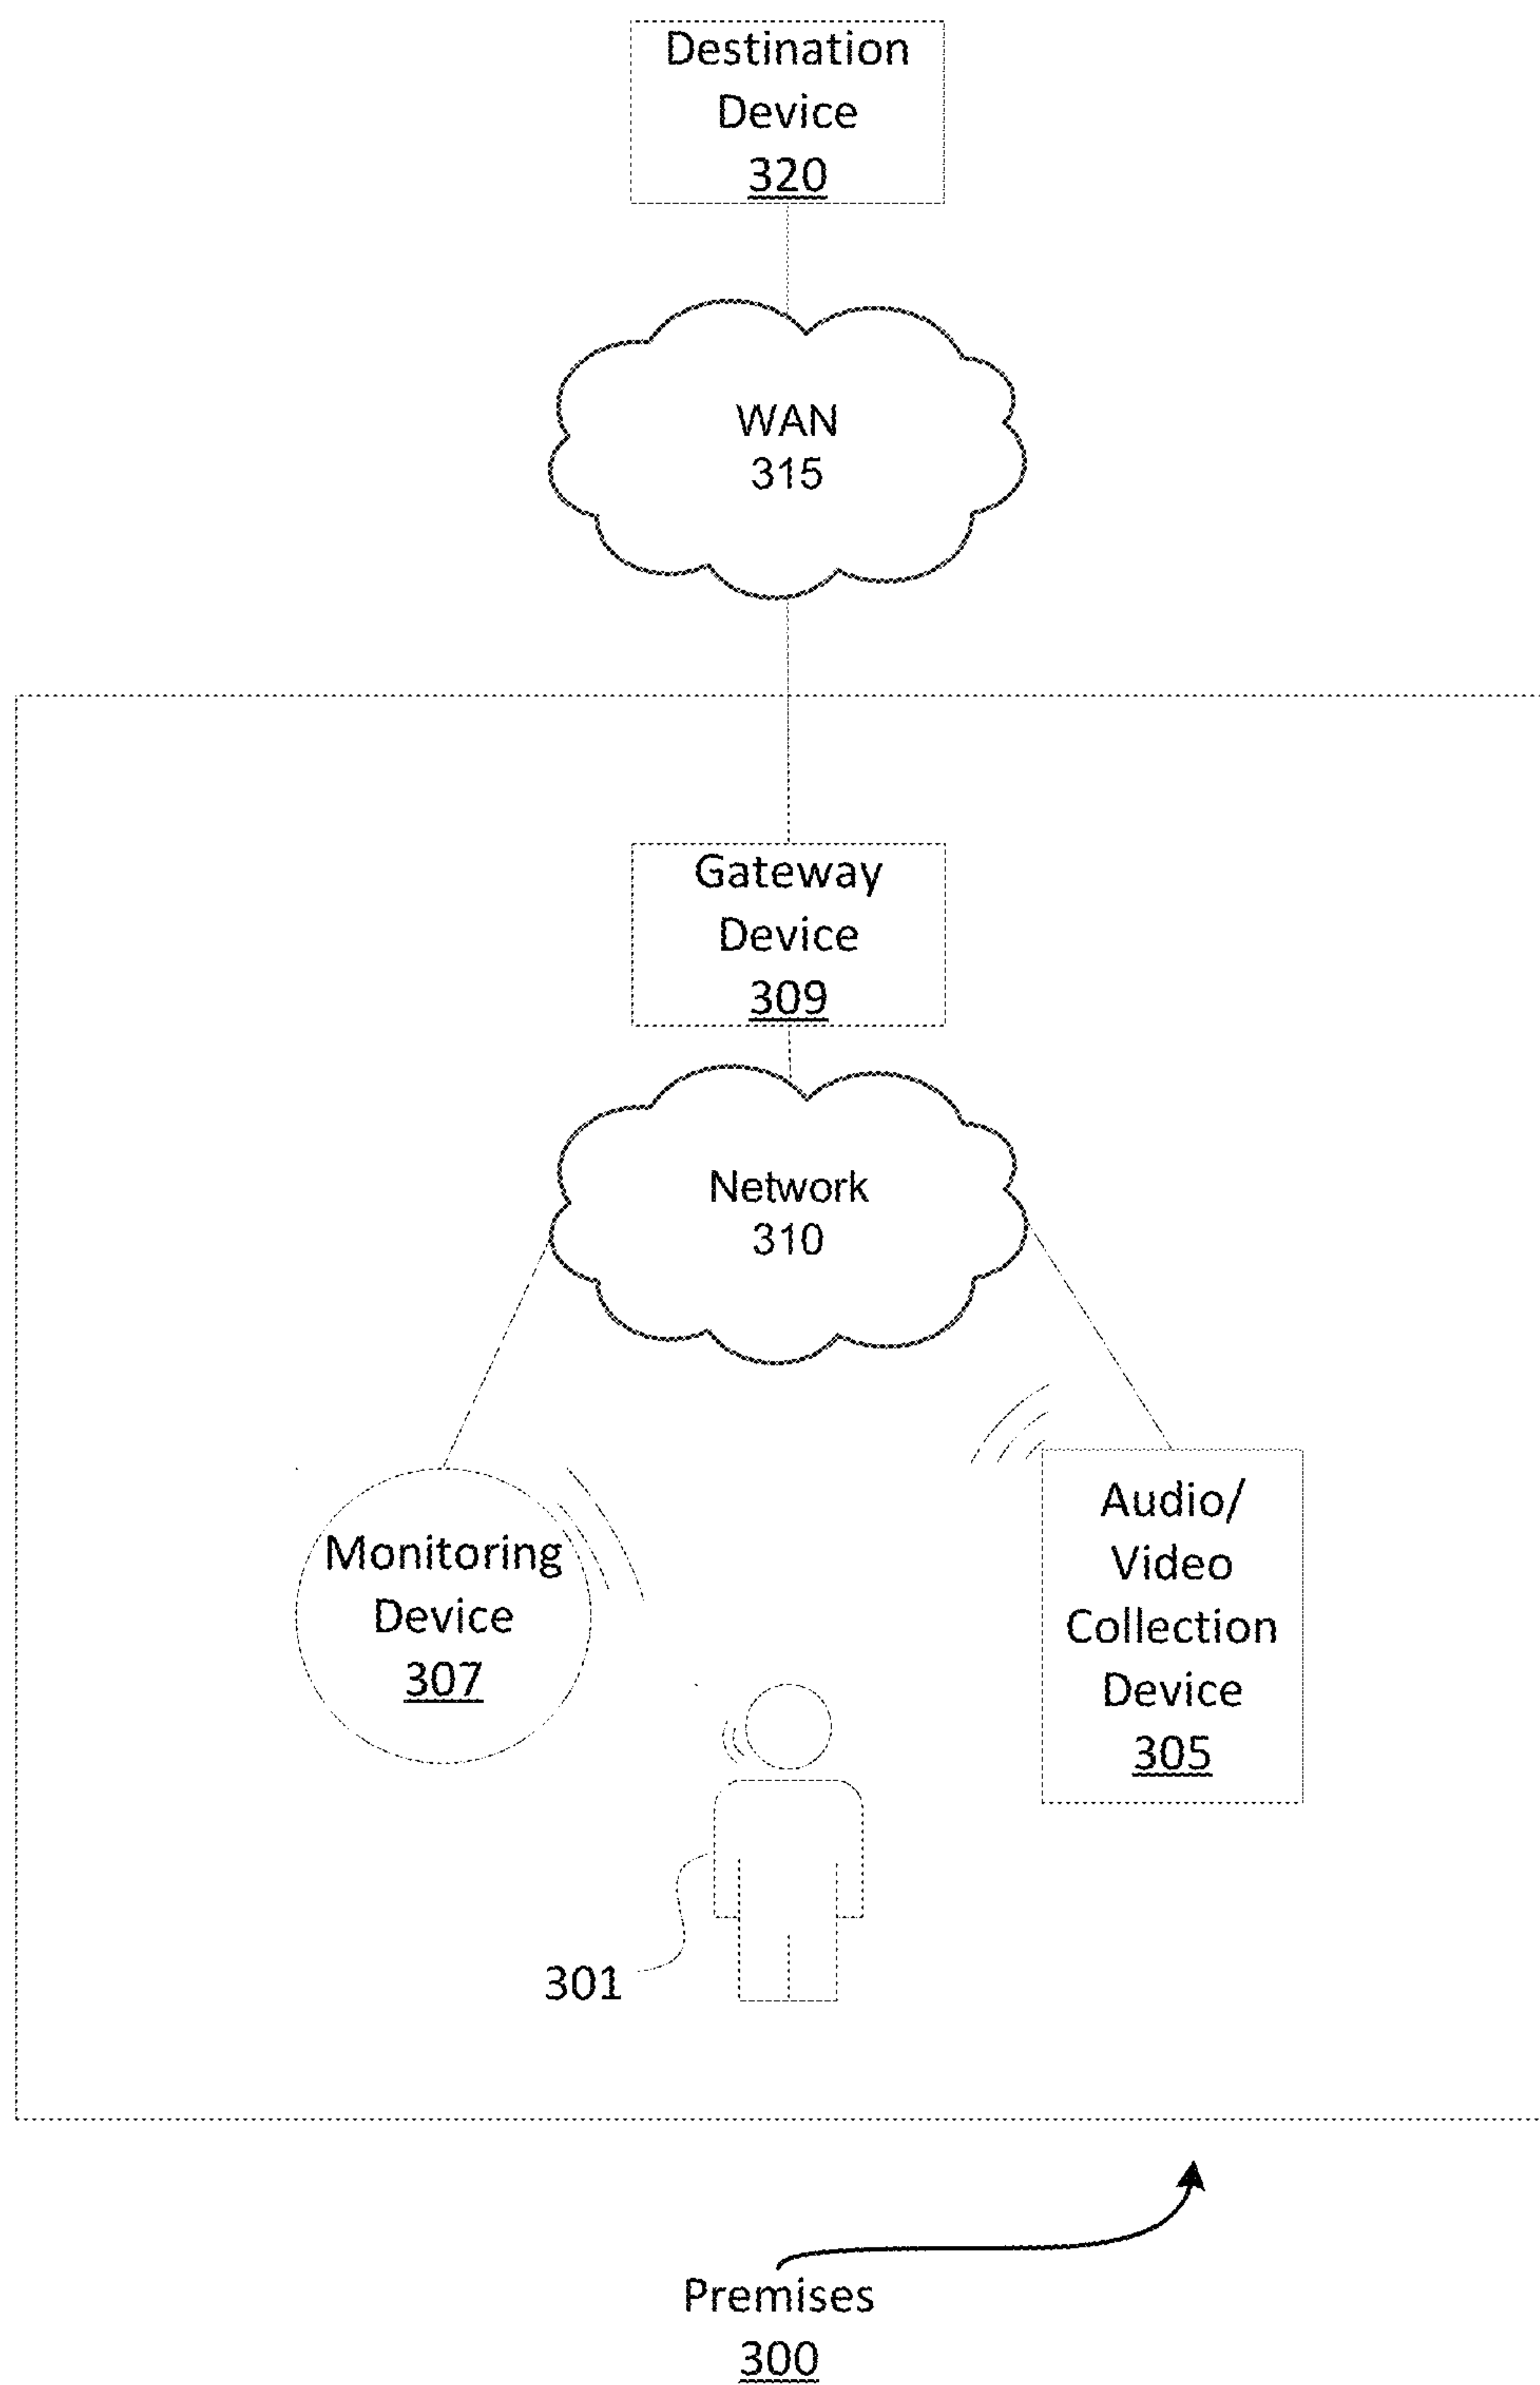 Destination
Device
320
WAN
315
Gateway
Device
309
Network
310
Monitoring
Device
307
Audio/
Video
Collection
Device
305
301
Premises
300